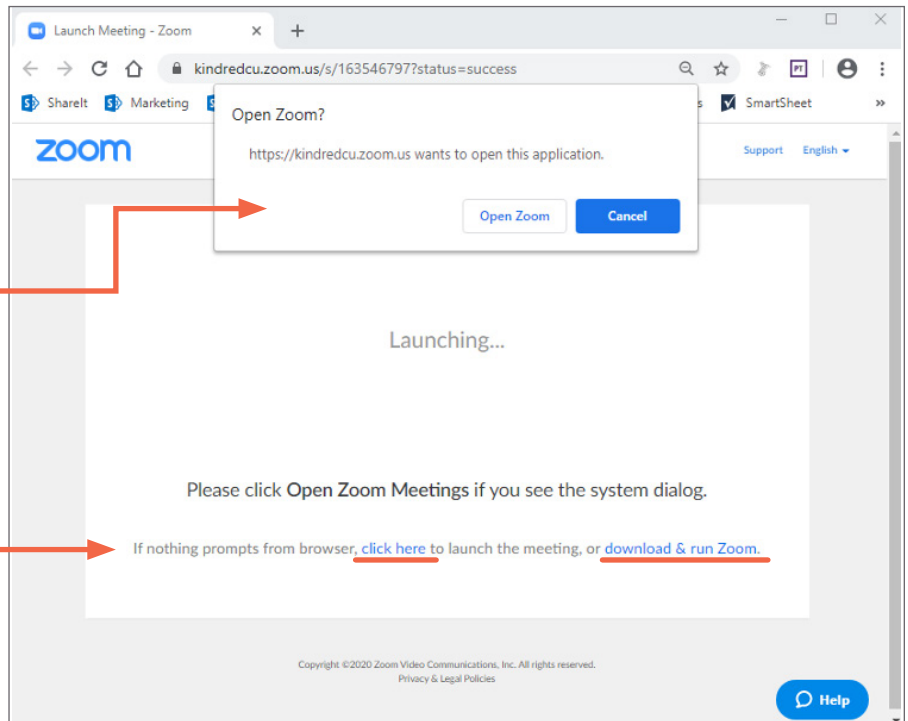 Launch Meeting - Zoom
kindredcu.zoom.us/s/163546797?status=success
PT
ShareIt Marketing SmartSheet
Open Zoom?
https://kindredcu.zoom.us wants to open this application.
Open Zoom Cancel
zoom Support English
Launching...
Please click Open Zoom Meetings if you see the system dialog.
If nothing prompts from browser, click here to launch the meeting, or download & run Zoom.
Copyright ©2020 Zoom Video Communications, Inc. All rights reserved.
Privacy & Legal Policies
Help